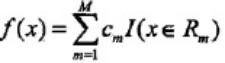 f(x) = \sum_{m=1}^{M} c_m I(x \in R_m)